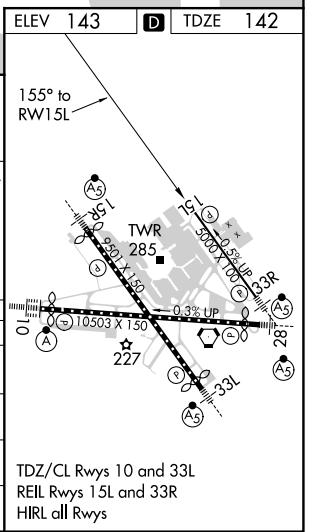 ELEV 143 D TDZE 142
155° to
RW15L
A5
15R
15L
P
TWR
285
9501 X 150
P
0.5% UP
5000 X 100
33R
A5
0.3% UP
10
P
10503 X 150
P
28
A
227
P
33L
A5
A5
TDZ/CL Rwys 10 and 33L
REIL Rwys 15L and 33R
HIRL all Rwys